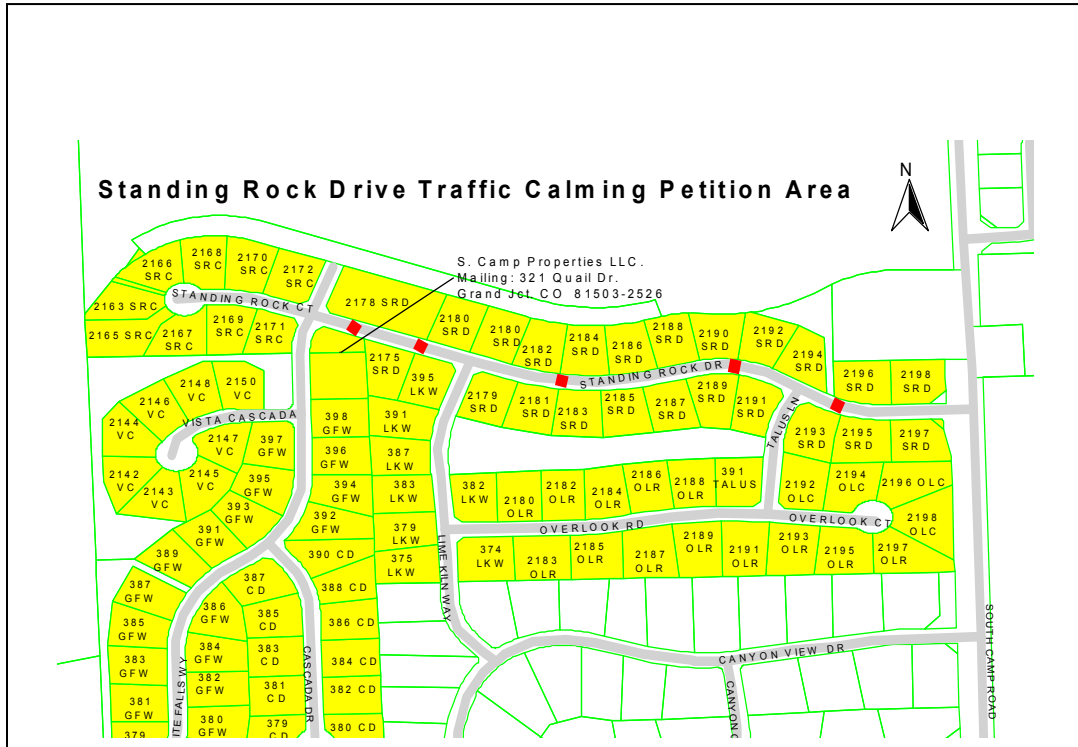 N
Standing Rock Drive Traffic Calming Petition Area
S. Camp Properties LLC.
Mailing: 321 Quail Dr.
Grand Jct. CO 81503-2526
2166
SRC
2168
SRC
2170
SRC
2172
SRC
2163 SRC
STANDING ROCK CT
2165 SRC
2167
SRC
2169
SRC
2171
SRC
2178 SRD
2180
SRD
2180
SRD
2182
SRD
2184
SRD
2186
SRD
2188
SRD
2190
SRD
2192
SRD
2194
SRD
2196
SRD
2198
SRD
STANDING ROCK DR
2175
SRD
395
LKW
2179
SRD
2181
SRD
2183
SRD
2185
SRD
2187
SRD
2189
SRD
2191
SRD
TALUS LN
2193
SRD
2195
SRD
2197
SRD
2144
VC
2146
VC
2148
VC
2150
VC
VISTA CASCADA
2147
VC
397
GFW
2142
VC
2143
VC
2145
VC
395
GFW
393
GFW
391
GFW
389
GFW
398
GFW
391
LKW
396
GFW
387
LKW
394
GFW
383
LKW
392
GFW
379
LKW
390 CD
375
LKW
388 CD
386 CD
384 CD
382 CD
380 CD
LIME KILN WAY
382
LKW
2180
OLR
2182
OLR
2184
OLR
2186
OLR
2188
OLR
391
TALUS
2192
OLC
2194
OLC
2196 OLC
OVERLOOK RD
OVERLOOK CT
2198
OLC
374
LKW
2183
OLR
2185
OLR
2187
OLR
2189
OLR
2191
OLR
2193
OLR
2195
OLR
2197
OLR
387
GFW
385
GFW
383
GFW
381
GFW
379
386
GFW
384
GFW
382
GFW
380
GFW
387
CD
385
CD
383
CD
381
CD
379
CD
ITE FALLS WY
CASCADA DR
CANYON VIEW DR
CANYON
SOUTH CAMP ROAD